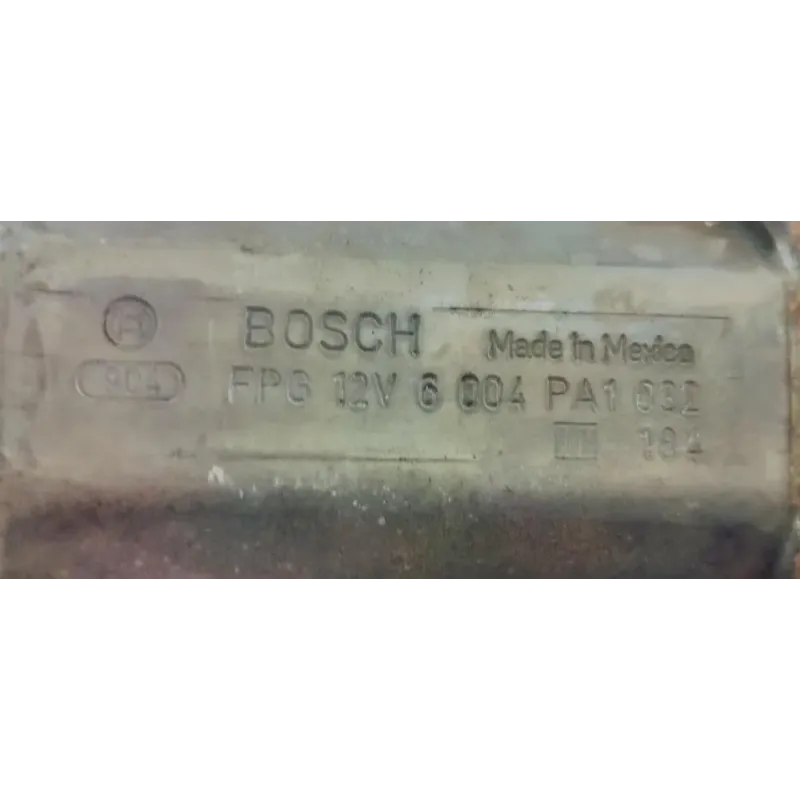 BOSCH Made in Mexico
904 FPG 12V 6 004 PA1 032
184